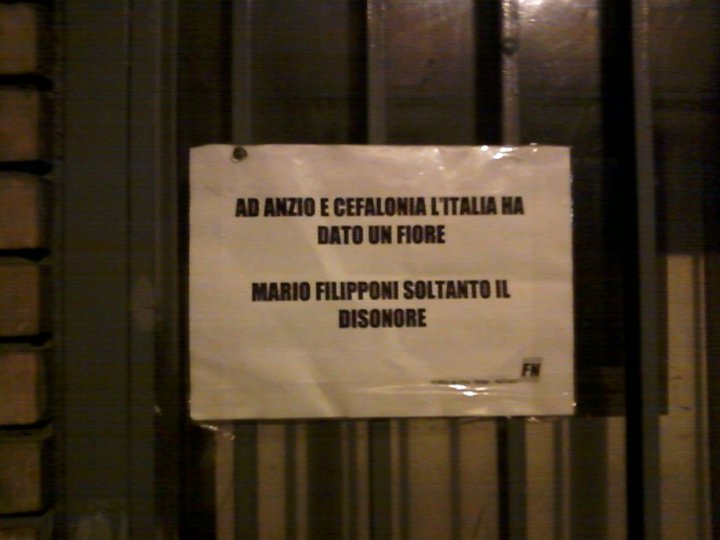 AD ANZIO E CEFALONIA L'ITALIA HA
DATO UN FIORE
MARIO FILIPPONI SOLTANTO IL
DISONORE
FN